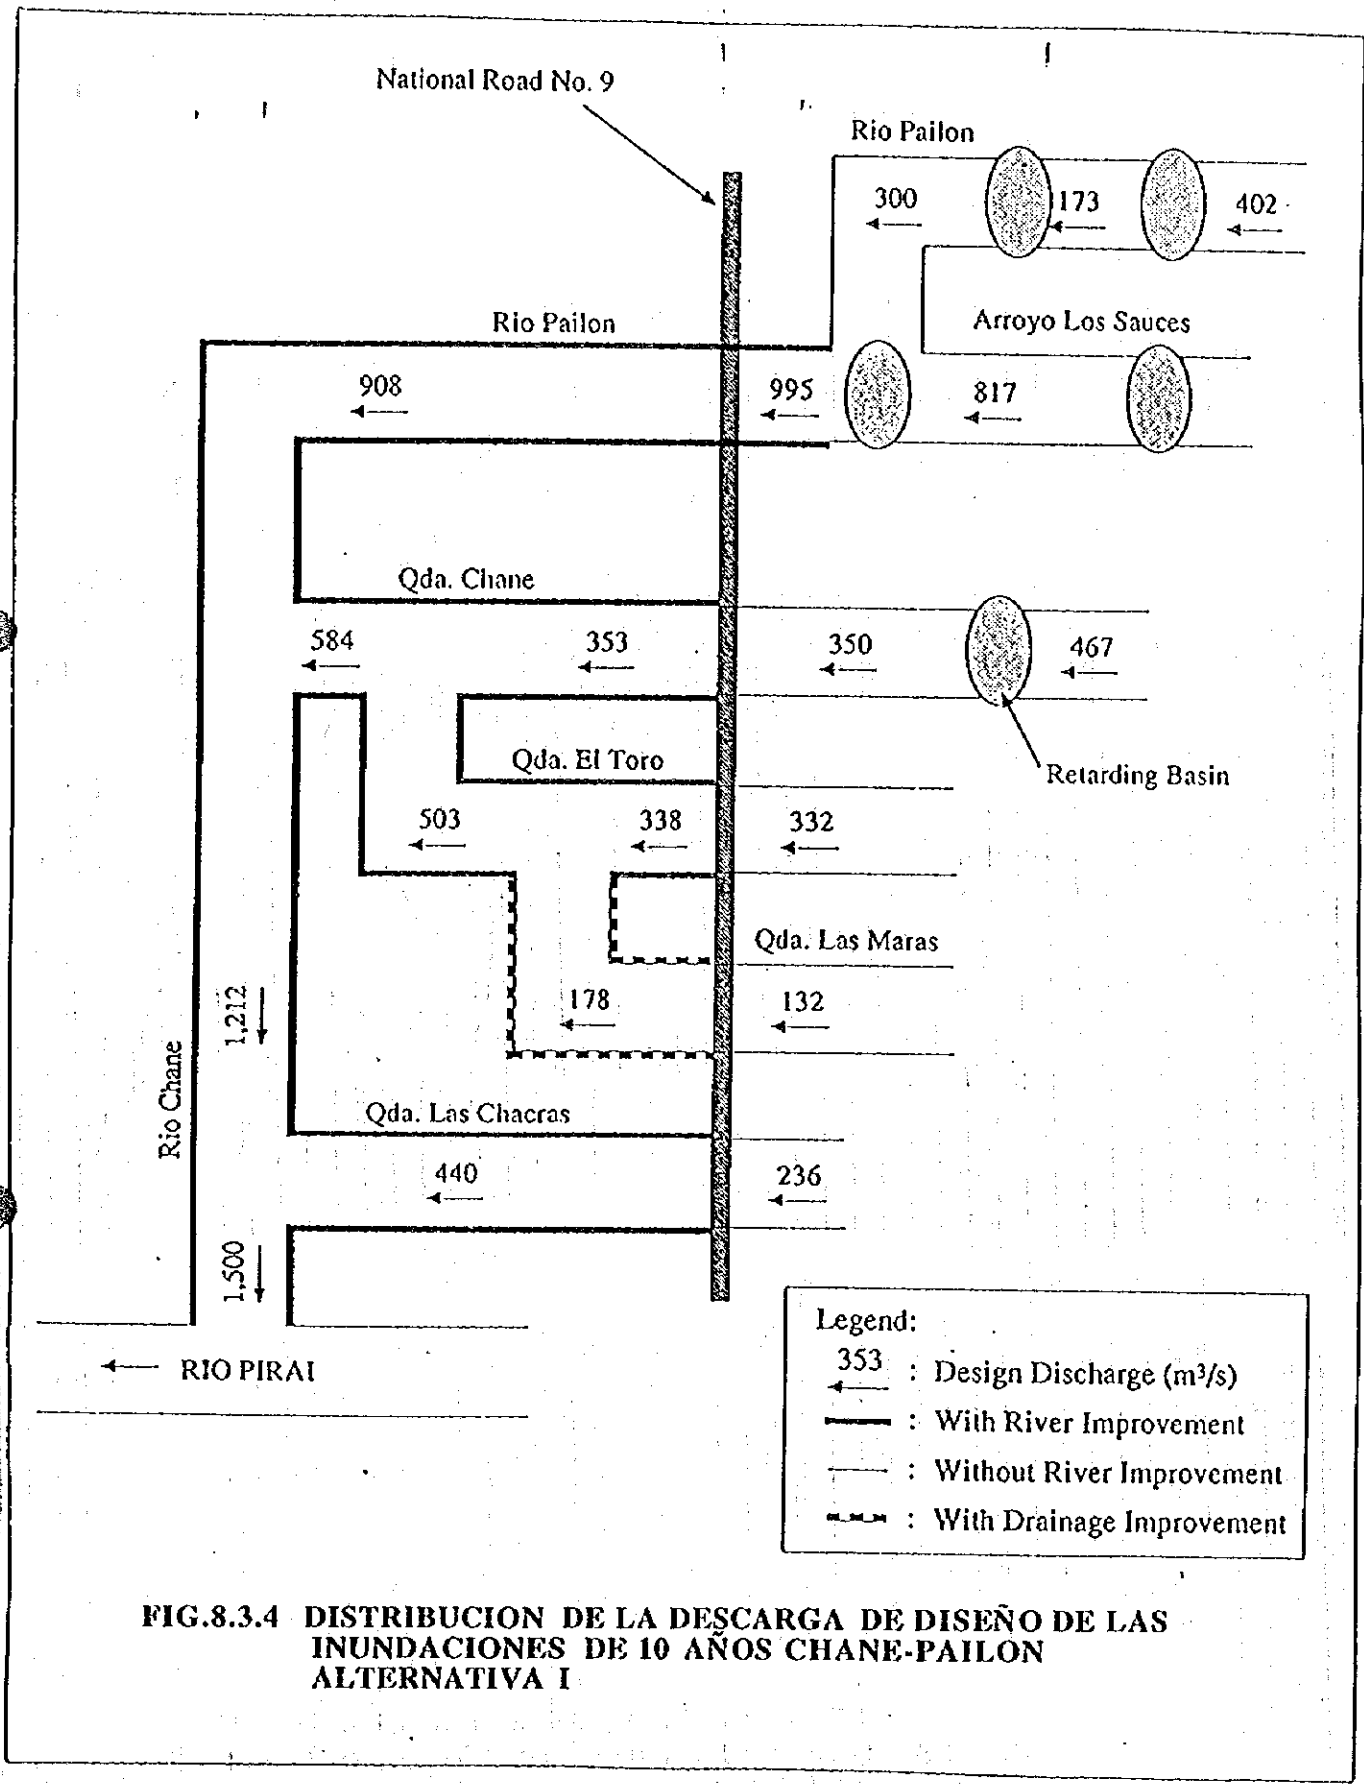 National Road No. 9
Rio Pailon
300
173
402
Rio Pailon
Arroyo Los Sauces
908
995
817
Qda. Chane
584
353
350
467
Qda. El Toro
Retarding Basin
503
338
332
Qda. Las Maras
178
132
1,212
Rio Chane
Qda. Las Chacras
440
236
1,500
RIO PIRAI
Legend:
353 : Design Discharge (m³/s)
: With River Improvement
: Without River Improvement
: With Drainage Improvement
FIG.8.3.4 DISTRIBUCION DE LA DESCARGA DE DISEÑO DE LAS
INUNDACIONES DE 10 AÑOS CHANE-PAILON
ALTERNATIVA I